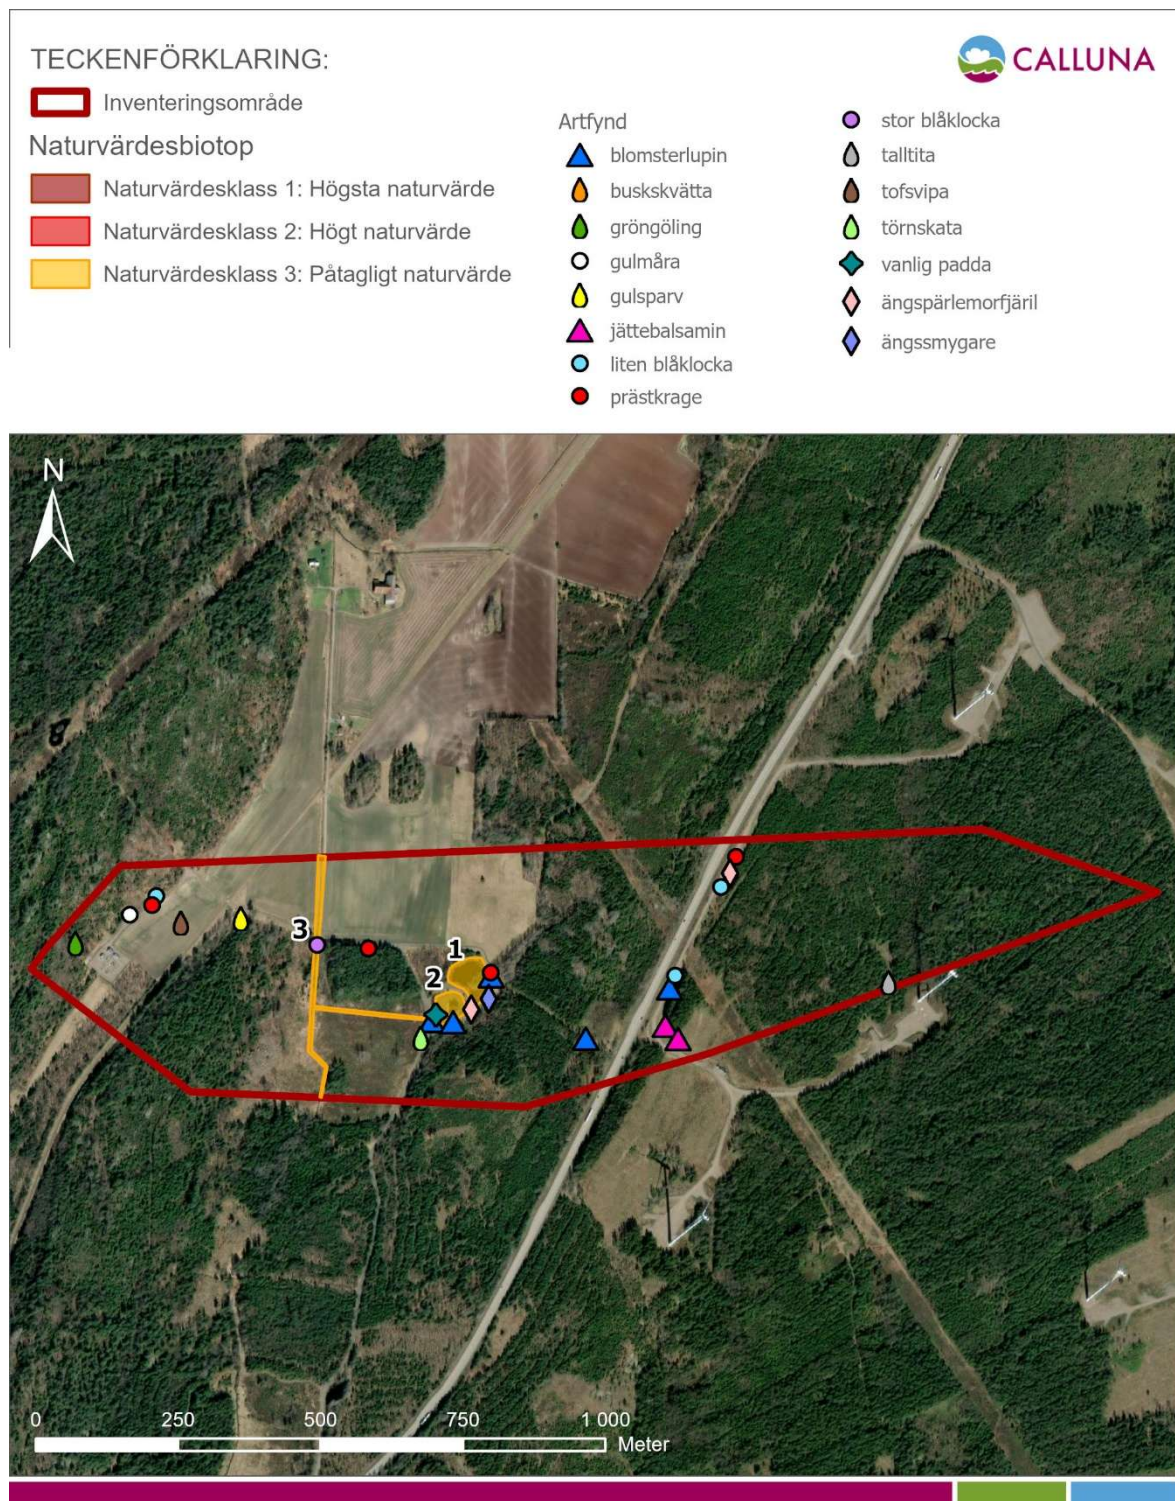 TECKENFÖRKLARING:
Inventeringsområde
Naturvärdesbiotop
Naturvärdesklass 1: Högsta naturvärde
Naturvärdesklass 2: Högt naturvärde
Naturvärdesklass 3: Påtagligt naturvärde
CALLUNA
Artfynd
blomsterlupin
buskskvätta
gröngöling
gulmåra
gulsparv
jättebalsamin
liten blåklocka
prästkrage
stor blåklocka
talltita
tofsvipa
törnskata
vanlig padda
ängspärlemorfjäril
ängssmygare
N
3
1
2
0 250 500 750 1 000
Meter